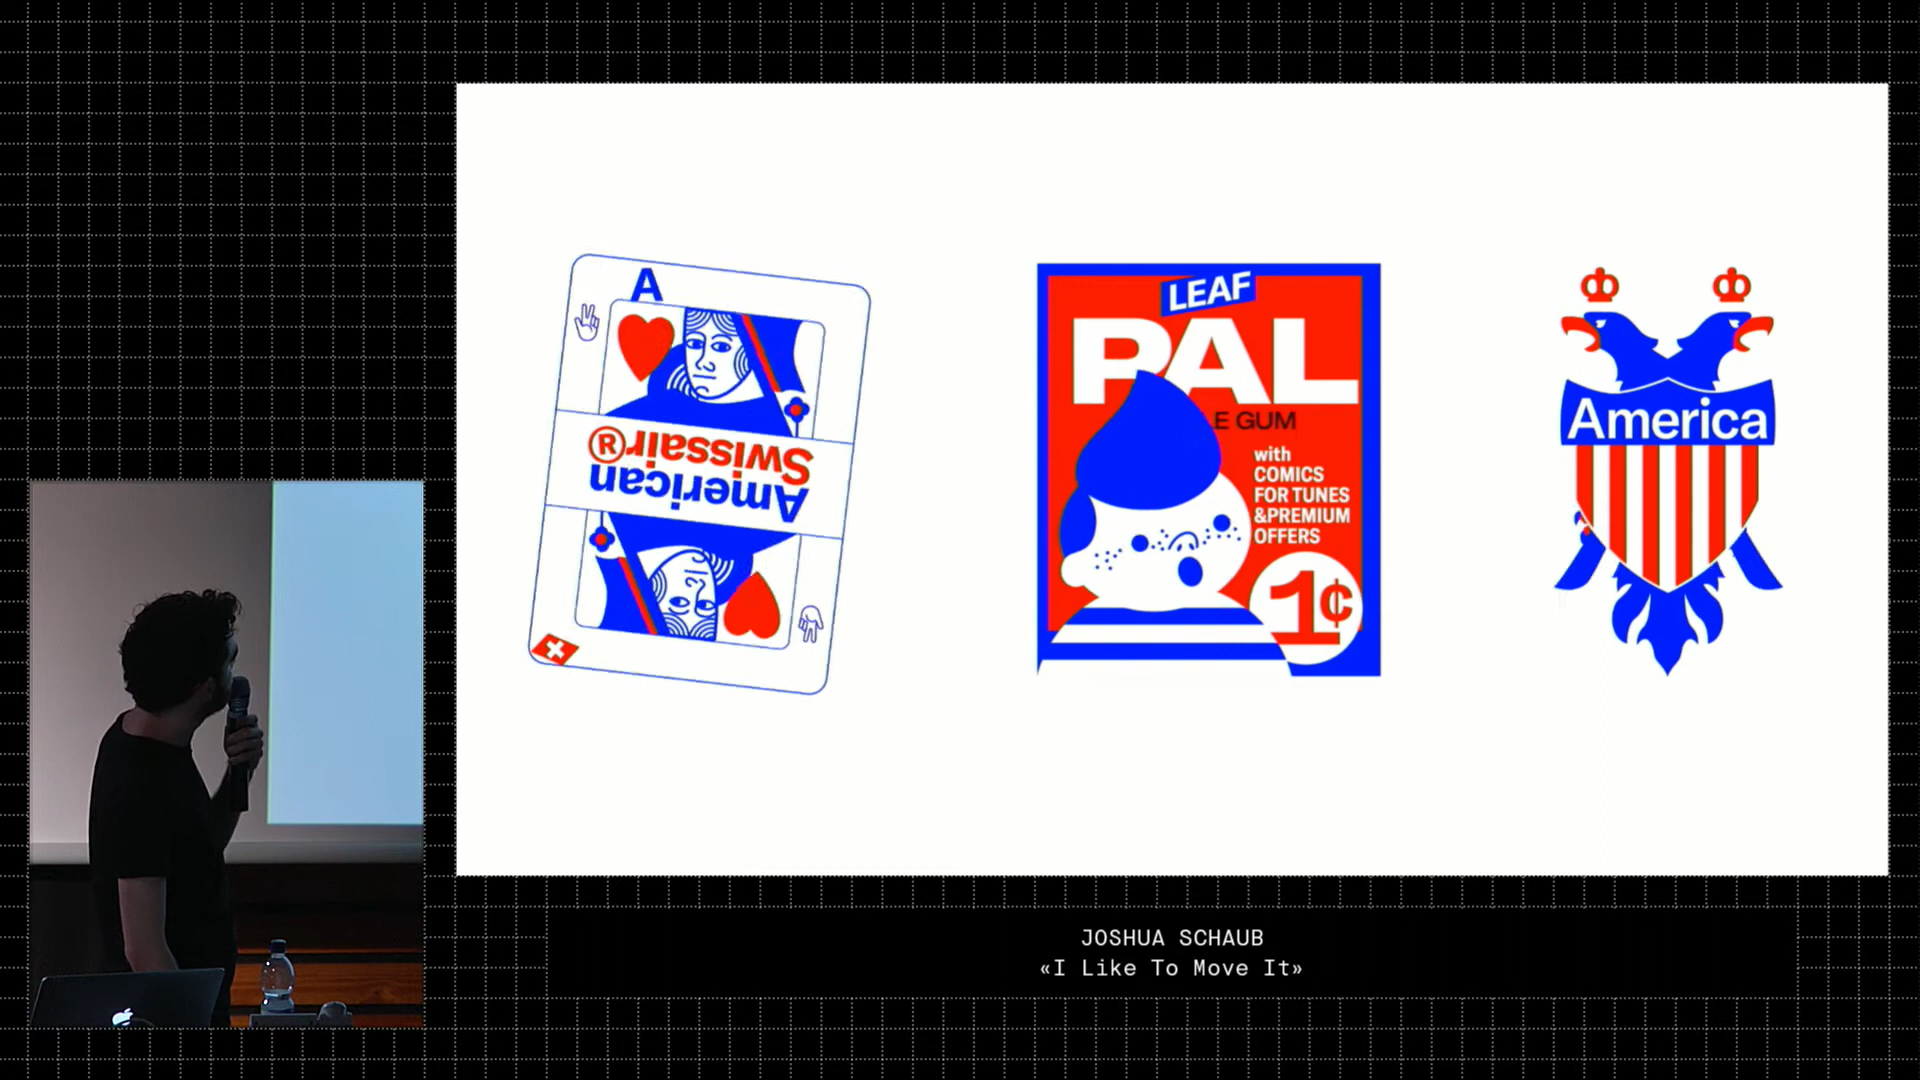 A
American
Swissair®
LEAF
PAL
LE GUM
with
COMICS
FOR TUNES
&PREMIUM
OFFERS
1¢
America
JOSHUA SCHAUB
«I Like To Move It»